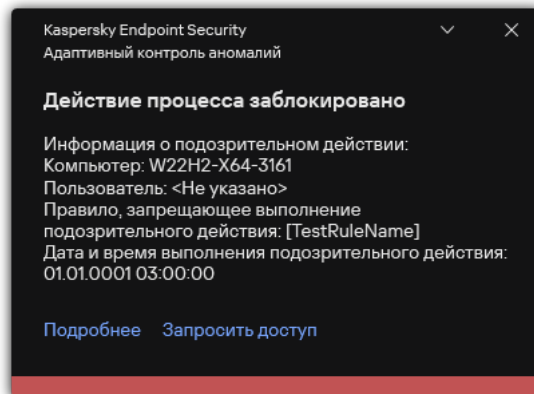 Kaspersky Endpoint Security
Адаптивный контроль аномалий
Действие процесса заблокировано
Информация о подозрительном действии:
Компьютер: W22H2-X64-3161
Пользователь: <Не указано>
Правило, запрещающее выполнение
подозрительного действия: [TestRuleName]
Дата и время выполнения подозрительного действия:
01.01.0001 03:00:00
Подробнее Запросить доступ